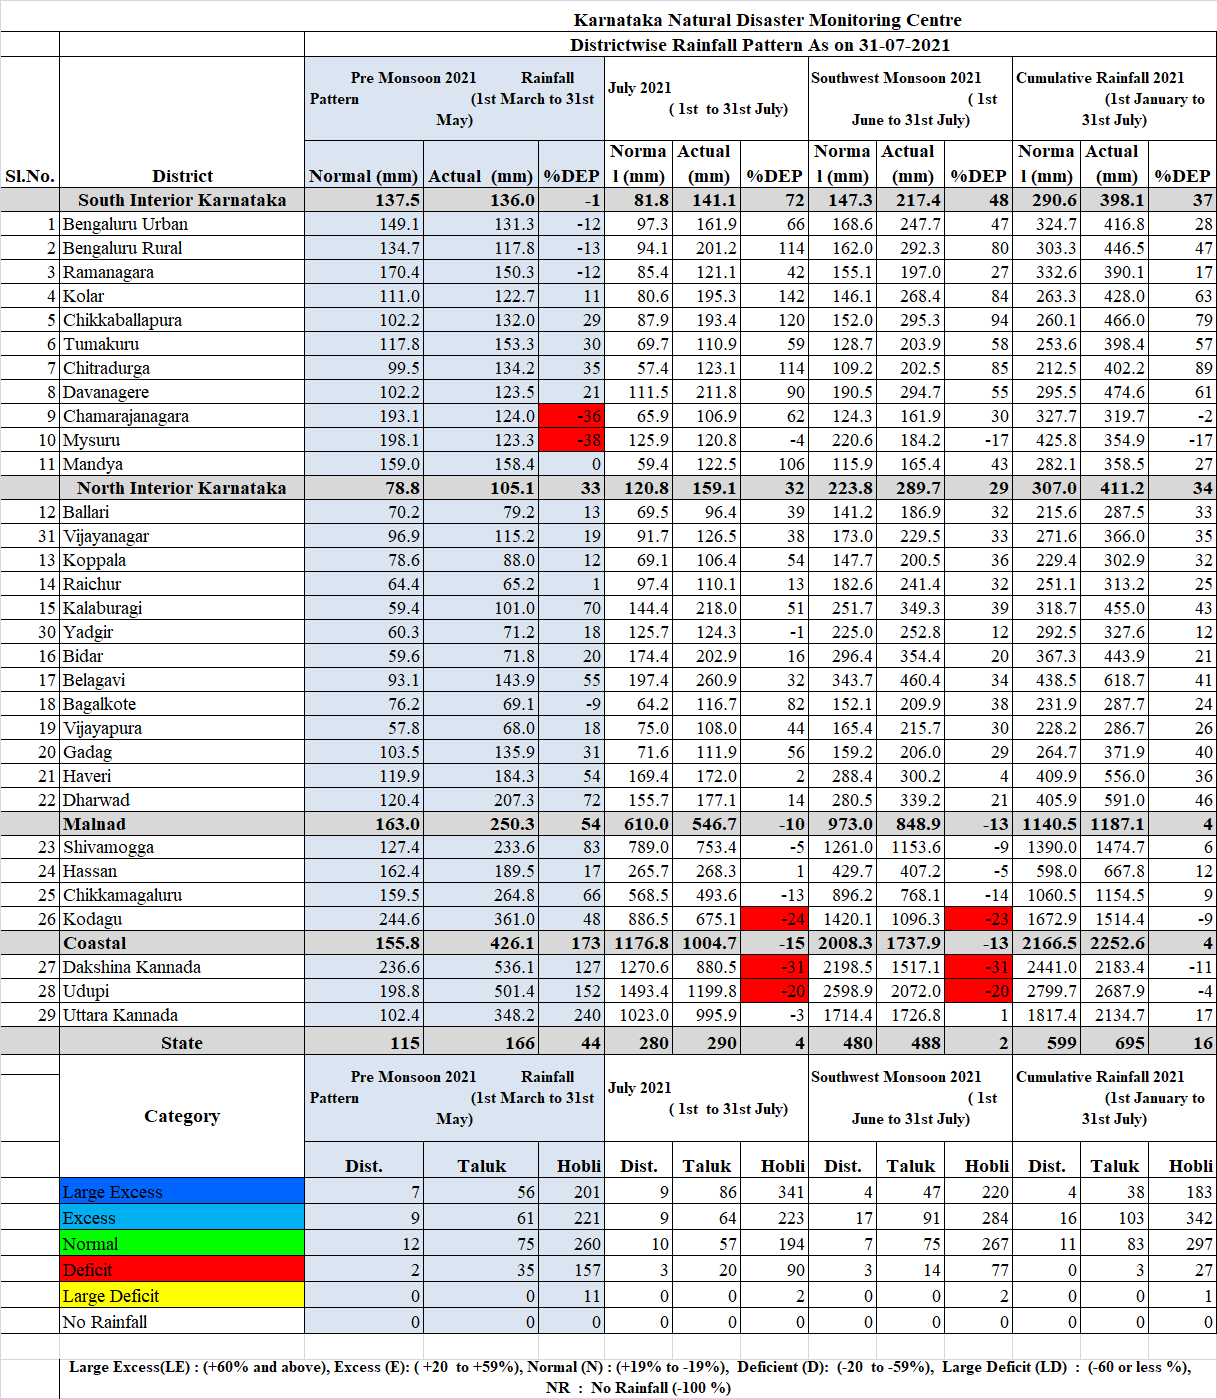 Karnataka Natural Disaster Monitoring Centre
Districtwise Rainfall Pattern As on 31-07-2021
Sl.No. District Pre Monsoon 2021 Rainfall Pattern (1st March to 31st May) July 2021 ( 1st to 31st July) Southwest Monsoon 2021 ( 1st June to 31st July) Cumulative Rainfall 2021 (1st January to 31st July)
Normal (mm) Actual (mm) %DEP Normal (mm) Actual (mm) %DEP Normal (mm) Actual (mm) %DEP Normal (mm) Actual (mm) %DEP
South Interior Karnataka 137.5 136.0 -1 81.8 141.1 72 147.3 217.4 48 290.6 398.1 37
1 Bengaluru Urban 149.1 131.3 -12 97.3 161.9 66 168.6 247.7 47 324.7 416.8 28
2 Bengaluru Rural 134.7 117.8 -13 94.1 201.2 114 162.0 292.3 80 303.3 446.5 47
3 Ramanagara 170.4 150.3 -12 85.4 121.1 42 155.1 197.0 27 332.6 390.1 17
4 Kolar 111.0 122.7 11 80.6 195.3 142 146.1 268.4 84 263.3 428.0 63
5 Chikkaballapura 102.2 132.0 29 87.9 193.4 120 152.0 295.3 94 260.1 466.0 79
6 Tumakuru 117.8 153.3 30 69.7 110.9 59 128.7 203.9 58 253.6 398.4 57
7 Chitradurga 99.5 134.2 35 57.4 123.1 114 109.2 202.5 85 212.5 402.2 89
8 Davanagere 102.2 123.5 21 111.5 211.8 90 190.5 294.7 55 295.5 474.6 61
9 Chamarajanagara 193.1 124.0 -36 65.9 106.9 62 124.3 161.9 30 327.7 319.7 -2
10 Mysuru 198.1 123.3 -38 125.9 120.8 -4 220.6 184.2 -17 425.8 354.9 -17
11 Mandya 159.0 158.4 0 59.4 122.5 106 115.9 165.4 43 282.1 358.5 27
North Interior Karnataka 78.8 105.1 33 120.8 159.1 32 223.8 289.7 29 307.0 411.2 34
12 Ballari 70.2 79.2 13 69.5 96.4 39 141.2 186.9 32 215.6 287.5 33
31 Vijayanagar 96.9 115.2 19 91.7 126.5 38 173.0 229.5 33 271.6 366.0 35
13 Koppala 78.6 88.0 12 69.1 106.4 54 147.7 200.5 36 229.4 302.9 32
14 Raichur 64.4 65.2 1 97.4 110.1 13 182.6 241.4 32 251.1 313.2 25
15 Kalaburagi 59.4 101.0 70 144.4 218.0 51 251.7 349.3 39 318.7 455.0 43
30 Yadgir 60.3 71.2 18 125.7 124.3 -1 225.0 252.8 12 292.5 327.6 12
16 Bidar 59.6 71.8 20 174.4 202.9 16 296.4 354.4 20 367.3 443.9 21
17 Belagavi 93.1 143.9 55 197.4 260.9 32 343.7 460.4 34 438.5 618.7 41
18 Bagalkote 76.2 69.1 -9 64.2 116.7 82 152.1 209.9 38 231.9 287.7 24
19 Vijayapura 57.8 68.0 18 75.0 108.0 44 165.4 215.7 30 228.2 286.7 26
20 Gadag 103.5 135.9 31 71.6 111.9 56 159.2 206.0 29 264.7 371.9 40
21 Haveri 119.9 184.3 54 169.4 172.0 2 288.4 300.2 4 409.9 556.0 36
22 Dharwad 120.4 207.3 72 155.7 177.1 14 280.5 339.2 21 405.9 591.0 46
Malnad 163.0 250.3 54 610.0 546.7 -10 973.0 848.9 -13 1140.5 1187.1 4
23 Shivamogga 127.4 233.6 83 789.0 753.4 -5 1261.0 1153.6 -9 1390.0 1474.7 6
24 Hassan 162.4 189.5 17 265.7 268.3 1 429.7 407.2 -5 598.0 667.8 12
25 Chikkamagaluru 159.5 264.8 66 568.5 493.6 -13 896.2 768.1 -14 1060.5 1154.5 9
26 Kodagu 244.6 361.0 48 886.5 675.1 -24 1420.1 1096.3 -23 1672.9 1514.4 -9
Coastal 155.8 426.1 173 1176.8 1004.7 -15 2008.3 1737.9 -13 2166.5 2252.6 4
27 Dakshina Kannada 236.6 536.1 127 1270.6 880.5 -31 2198.5 1517.1 -31 2441.0 2183.4 -11
28 Udupi 198.8 501.4 152 1493.4 1199.8 -20 2598.9 2072.0 -20 2799.7 2687.9 -4
29 Uttara Kannada 102.4 348.2 240 1023.0 995.9 -3 1714.4 1726.8 1 1817.4 2134.7 17
State 115 166 44 280 290 4 480 488 2 599 695 16
Category Pre Monsoon 2021 Rainfall Pattern (1st March to 31st May) July 2021 ( 1st to 31st July) Southwest Monsoon 2021 ( 1st June to 31st July) Cumulative Rainfall 2021 (1st January to 31st July)
Dist. Taluk Hobli Dist. Taluk Hobli Dist. Taluk Hobli Dist. Taluk Hobli
Large Excess 7 56 201 9 86 341 4 47 220 4 38 183
Excess 9 61 221 9 64 223 17 91 284 16 103 342
Normal 12 75 260 10 57 194 7 75 267 11 83 297
Deficit 2 35 157 3 20 90 3 14 77 0 3 27
Large Deficit 0 0 11 0 0 2 0 0 2 0 0 1
No Rainfall 0 0 0 0 0 0 0 0 0 0 0 0
Large Excess(LE) : (+60% and above), Excess (E): ( +20 to +59%), Normal (N) : (+19% to -19%), Deficient (D): (-20 to -59%), Large Deficit (LD) : (-60 or less %),
NR : No Rainfall (-100 %)